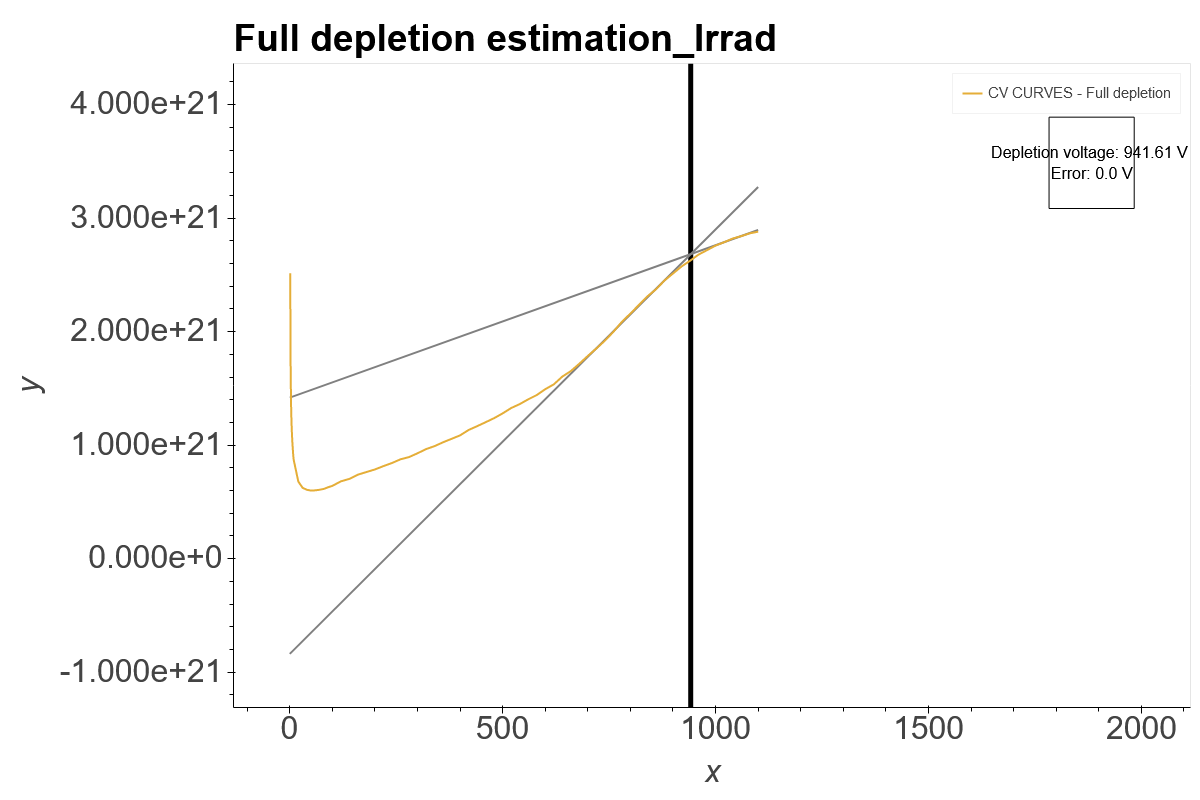 Full depletion estimation_Irrad
CV CURVES - Full depletion
Depletion voltage: 941.61 V
Error: 0.0 V
4.000e+21
3.000e+21
2.000e+21
1.000e+21
0.000e+0
-1.000e+21
y
0 500 1000 1500 2000
x